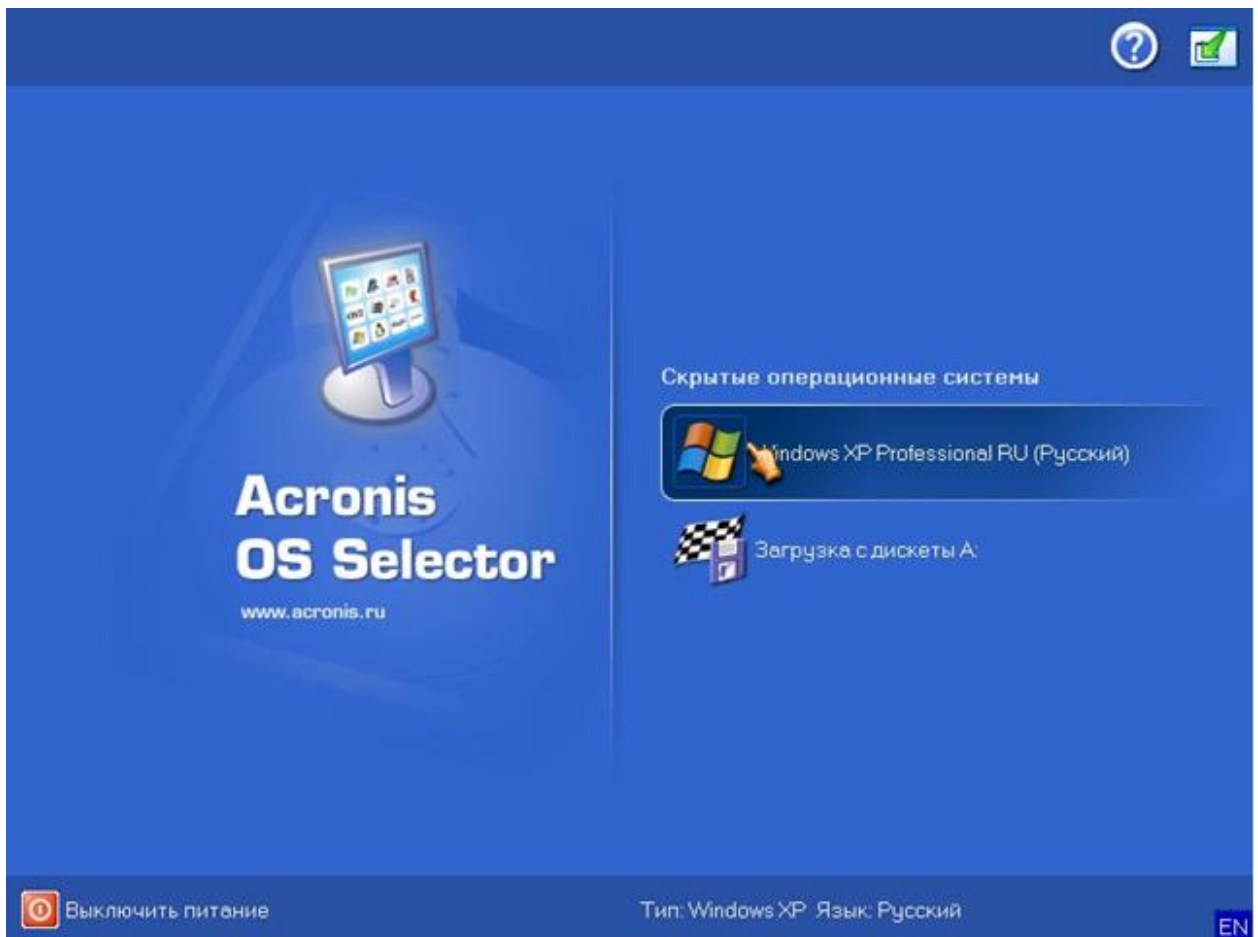 Acronis
OS Selector
www.acronis.ru
Скрытые операционные системы
Windows XP Professional RU (Русский)
Загрузка с дискеты A:
Выключить питание
Тип: Windows XP Язык: Русский
EN